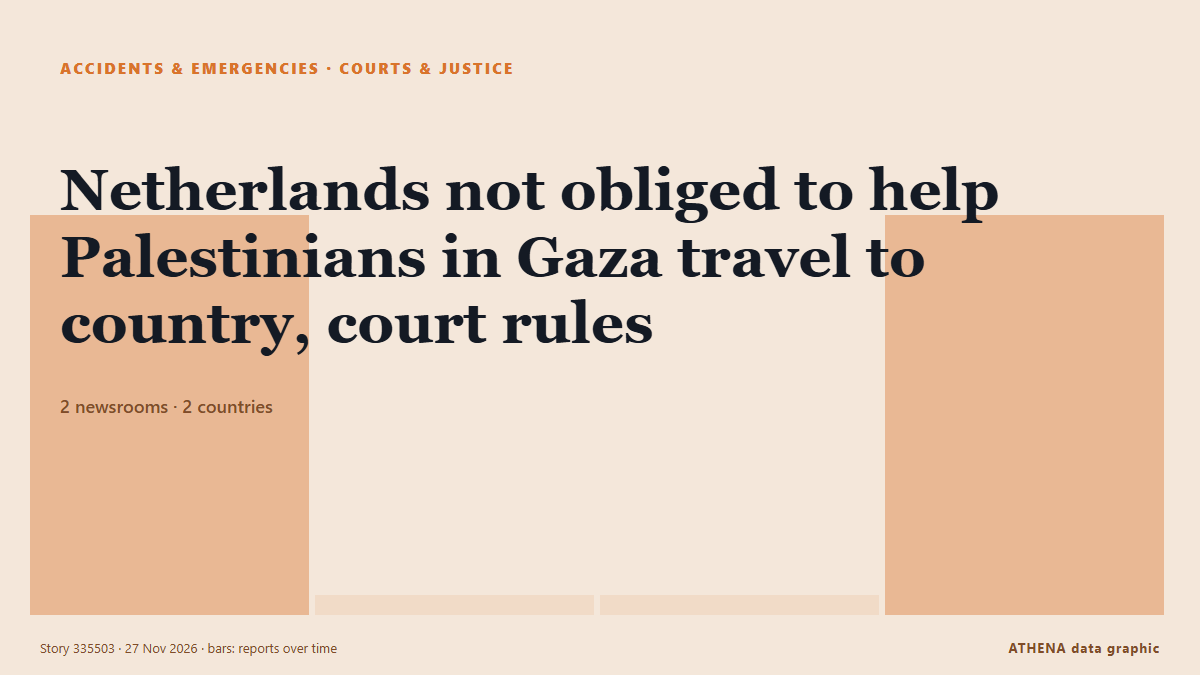 ACCIDENTS & EMERGENCIES · COURTS & JUSTICE
Netherlands not obliged to help
Palestinians in Gaza travel to
country, court rules
2 newsrooms · 2 countries
Story 335503 · 27 Nov 2026 · bars: reports over time
ATHENA data graphic